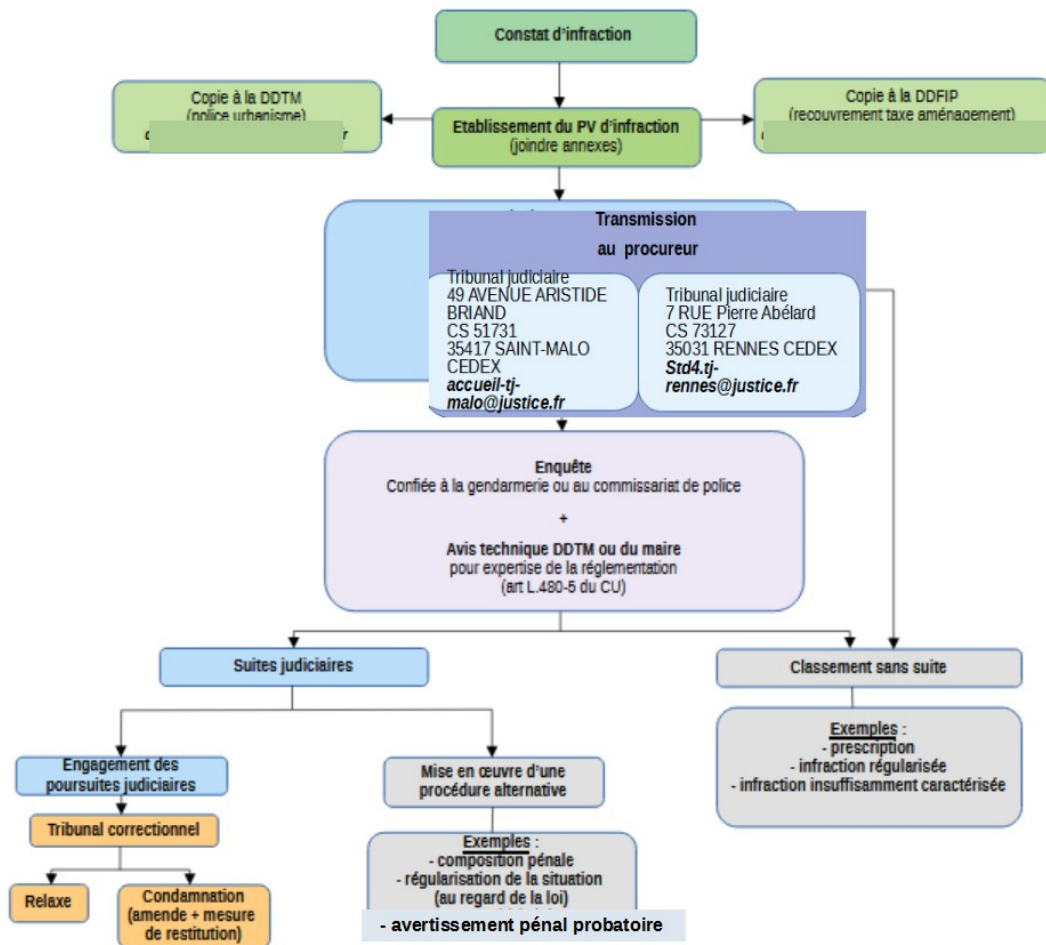 Constat d'infraction
Copie à la DDTM
(police urbanisme)
Copie à la DDFIP
(recouvrement taxe aménagement)
Etablissement du PV d'infraction
(joindre annexes)
Transmission
au procureur
Tribunal judiciaire
49 AVENUE ARISTIDE
BRIAND
CS 51731
35417 SAINT-MALO
CEDEX
accueil-tj-
malo@justice.fr
Tribunal judiciaire
7 RUE Pierre Abélard
CS 73127
35031 RENNES CEDEX
Std4.tj-
rennes@justice.fr
Enquête
Confiée à la gendarmerie ou au commissariat de police
+
Avis technique DDTM ou du maire
pour expertise de la réglementation
(art L.480-5 du CU)
Suites judiciaires
Classement sans suite
Exemples :
- prescription
- infraction régularisée
- infraction insuffisamment caractérisée
Engagement des
poursuites judiciaires
Mise en œuvre d'une
procédure alternative
Tribunal correctionnel
Relaxe
Condamnation
(amende + mesure
de restitution)
Exemples :
- composition pénale
- régularisation de la situation
(au regard de la loi)
- avertissement pénal probatoire